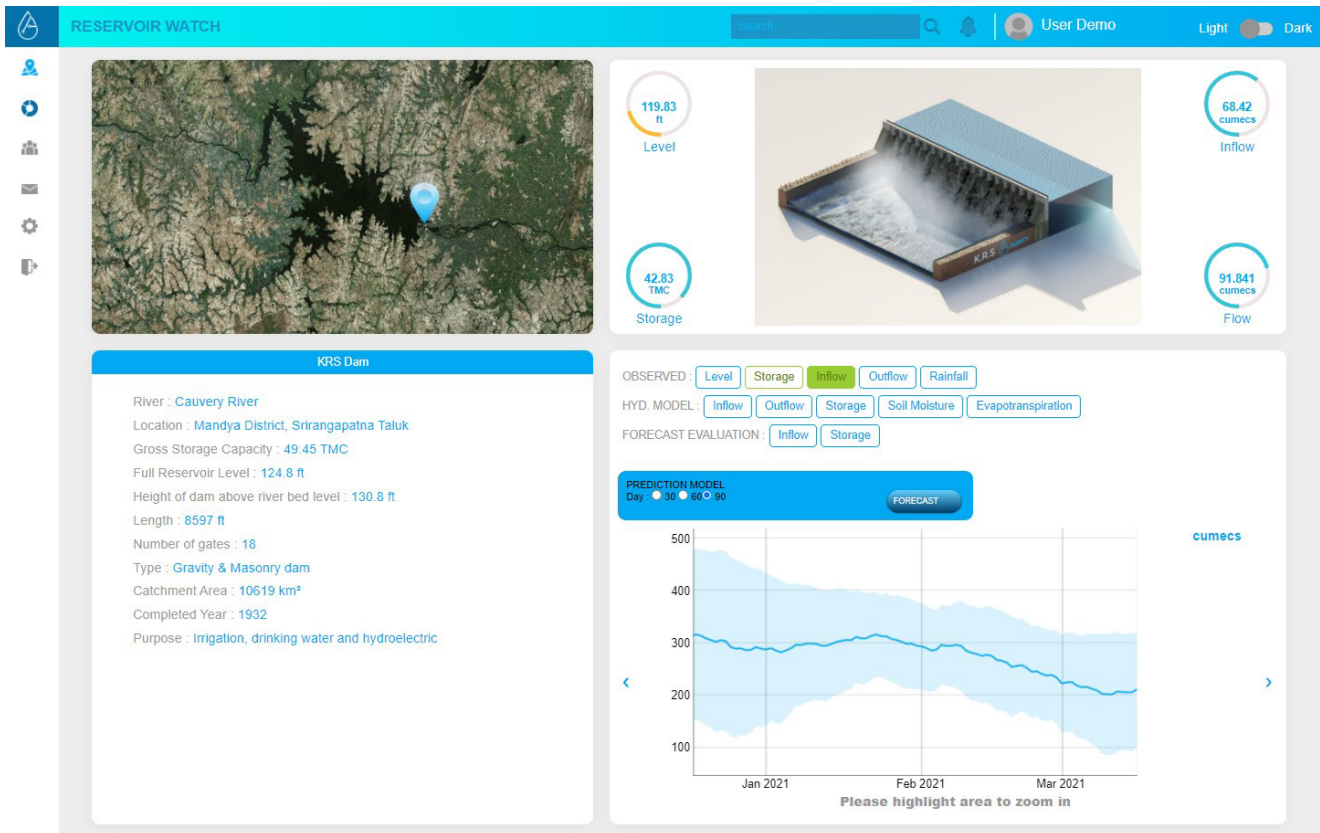 RESERVOIR WATCH
Search
User Demo
Light
Dark
119.83
ft
Level
68.42
cumecs
Inflow
K.R.S
42.83
TMC
Storage
91.841
cumecs
Flow
KRS Dam
River : Cauvery River
Location : Mandya District, Srirangapatna Taluk
Gross Storage Capacity : 49.45 TMC
Full Reservoir Level : 124.8 ft
Height of dam above river bed level : 130.8 ft
Length : 8597 ft
Number of gates : 18
Type : Gravity & Masonry dam
Catchment Area : 10619 km²
Completed Year : 1932
Purpose : Irrigation, drinking water and hydroelectric
OBSERVED : Level Storage Inflow Outflow Rainfall
HYD. MODEL : Inflow Outflow Storage Soil Moisture Evapotranspiration
FORECAST EVALUATION : Inflow Storage
PREDICTION MODEL
Day : 30 60 90
FORECAST
cumecs
500
400
300
200
100
Jan 2021 Feb 2021 Mar 2021
Please highlight area to zoom in